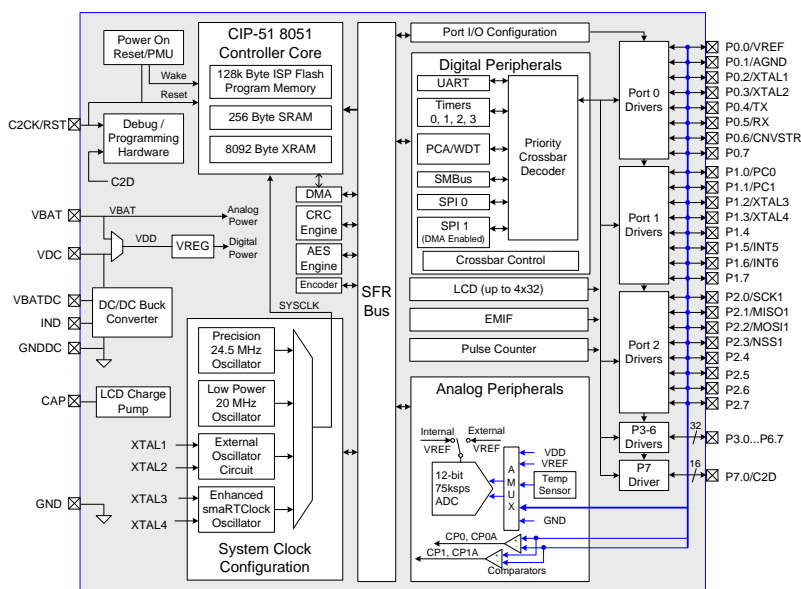 Power On
Reset/PMU
Wake
Reset
C2CK/RST
Debug /
Programming
Hardware
C2D
VBAT
VBAT
Analog
Power
VDC
VDD
VREG
Digital
Power
VBATDC
IND
GNDDC
DC/DC Buck
Converter
CAP
LCD Charge
Pump
XTAL1
XTAL2
GND
XTAL3
XTAL4
CIP-51 8051
Controller Core
128k Byte ISP Flash
Program Memory
256 Byte SRAM
8092 Byte XRAM
DMA
CRC
Engine
AES
Engine
Encoder
SYSCLK
Precision
24.5 MHz
Oscillator
Low Power
20 MHz
Oscillator
External
Oscillator
Circuit
Enhanced
smaRTClock
Oscillator
System Clock
Configuration
SFR
Bus
Port I/O Configuration
Digital Peripherals
UART
Timers
0, 1, 2, 3
PCA/WDT
SMBus
SPI 0
SPI 1
(DMA Enabled)
Priority
Crossbar
Decoder
Crossbar Control
LCD (up to 4x32)
EMIF
Pulse Counter
Analog Peripherals
Internal
External
VREF
VREF
12-bit
75ksps
ADC
A
M
U
X
VDD
VREF
Temp
Sensor
GND
CP0, CP0A
CP1, CP1A
Comparators
Port 0
Drivers
Port 1
Drivers
Port 2
Drivers
P3-6
Drivers
P7
Driver
32
16
P0.0/VREF
P0.1/AGND
P0.2/XTAL1
P0.3/XTAL2
P0.4/TX
P0.5/RX
P0.6/CNVSTR
P0.7
P1.0/PC0
P1.1/PC1
P1.2/XTAL3
P1.3/XTAL4
P1.4
P1.5/INT5
P1.6/INT6
P1.7
P2.0/SCK1
P2.1/MISO1
P2.2/MOSI1
P2.3/NSS1
P2.4
P2.5
P2.6
P2.7
P3.0...P6.7
P7.0/C2D